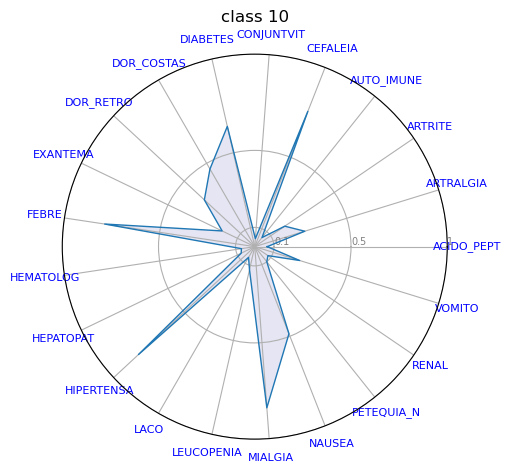 class 10
CONJUNTVIT
DIABETES
CEFALEIA
DOR_COSTAS
AUTO_IMUNE
DOR_RETRO
ARTRITE
EXANTEMA
ARTRALGIA
FEBRE
0.1
0.5
1
ACIDO_PEPT
HEMATOLOG
VOMITO
HEPATOPAT
RENAL
HIPERTENSA
PETEQUIA_N
LACO
NAUSEA
LEUCOPENIA
MIALGIA